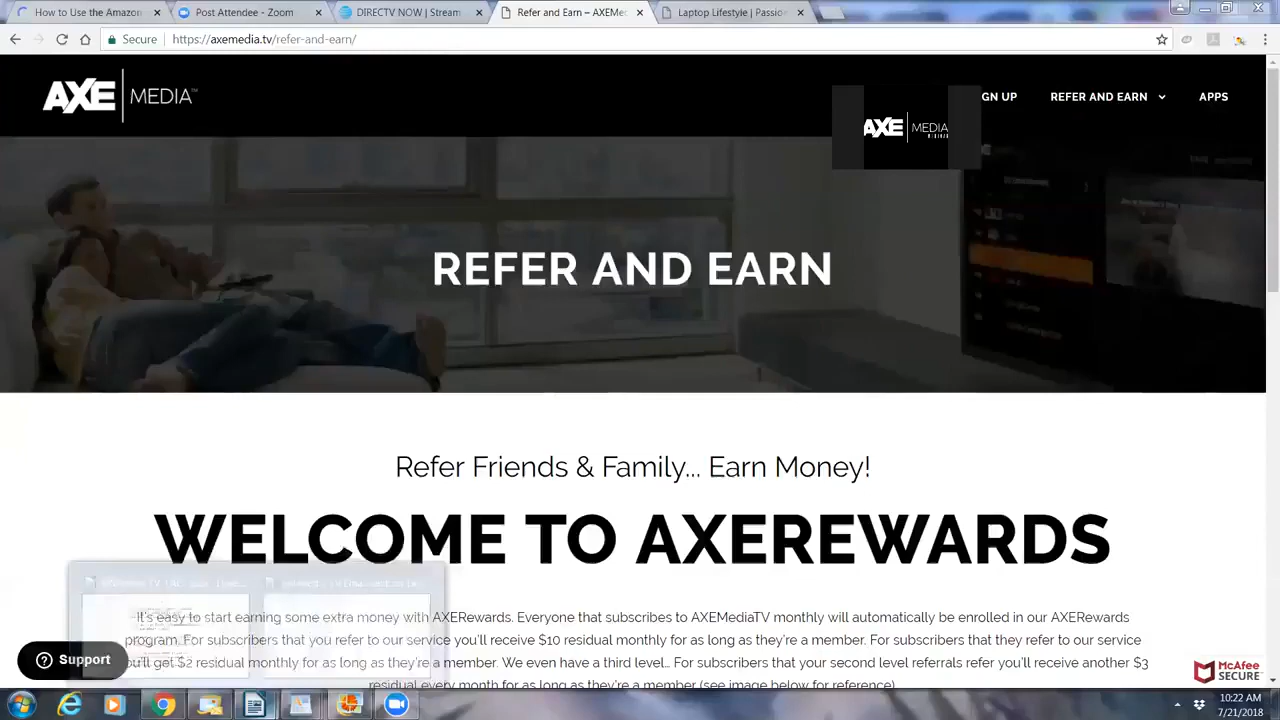 How to Use the Amazon
Post Attendee - Zoom
DIRECTV NOW | Stream
Refer and Earn – AXEMed
Laptop Lifestyle | Passio
Secure
https://axemedia.tv/refer-and-earn/
AXE MEDIA™
GN UP
REFER AND EARN
APPS
AXE MEDIA
REFER AND EARN
Refer Friends & Family... Earn Money!
WELCOME TO AXEREWARDS
It's easy to start earning some extra money with AXERewards. Everyone that subscribes to AXEMediaTV monthly will automatically be enrolled in our AXERewards
program. For subscribers that you refer to our service you'll receive $10 residual monthly for as long as they're a member. For subscribers that they refer to our service
you'll get $2 residual monthly for as long as they're a member. We even have a third level... For subscribers that your second level referrals refer you'll receive another $3
residual every month for as long as they're a member (see image below for reference)
Support
McAfee
SECURE
10:22 AM
7/21/2018